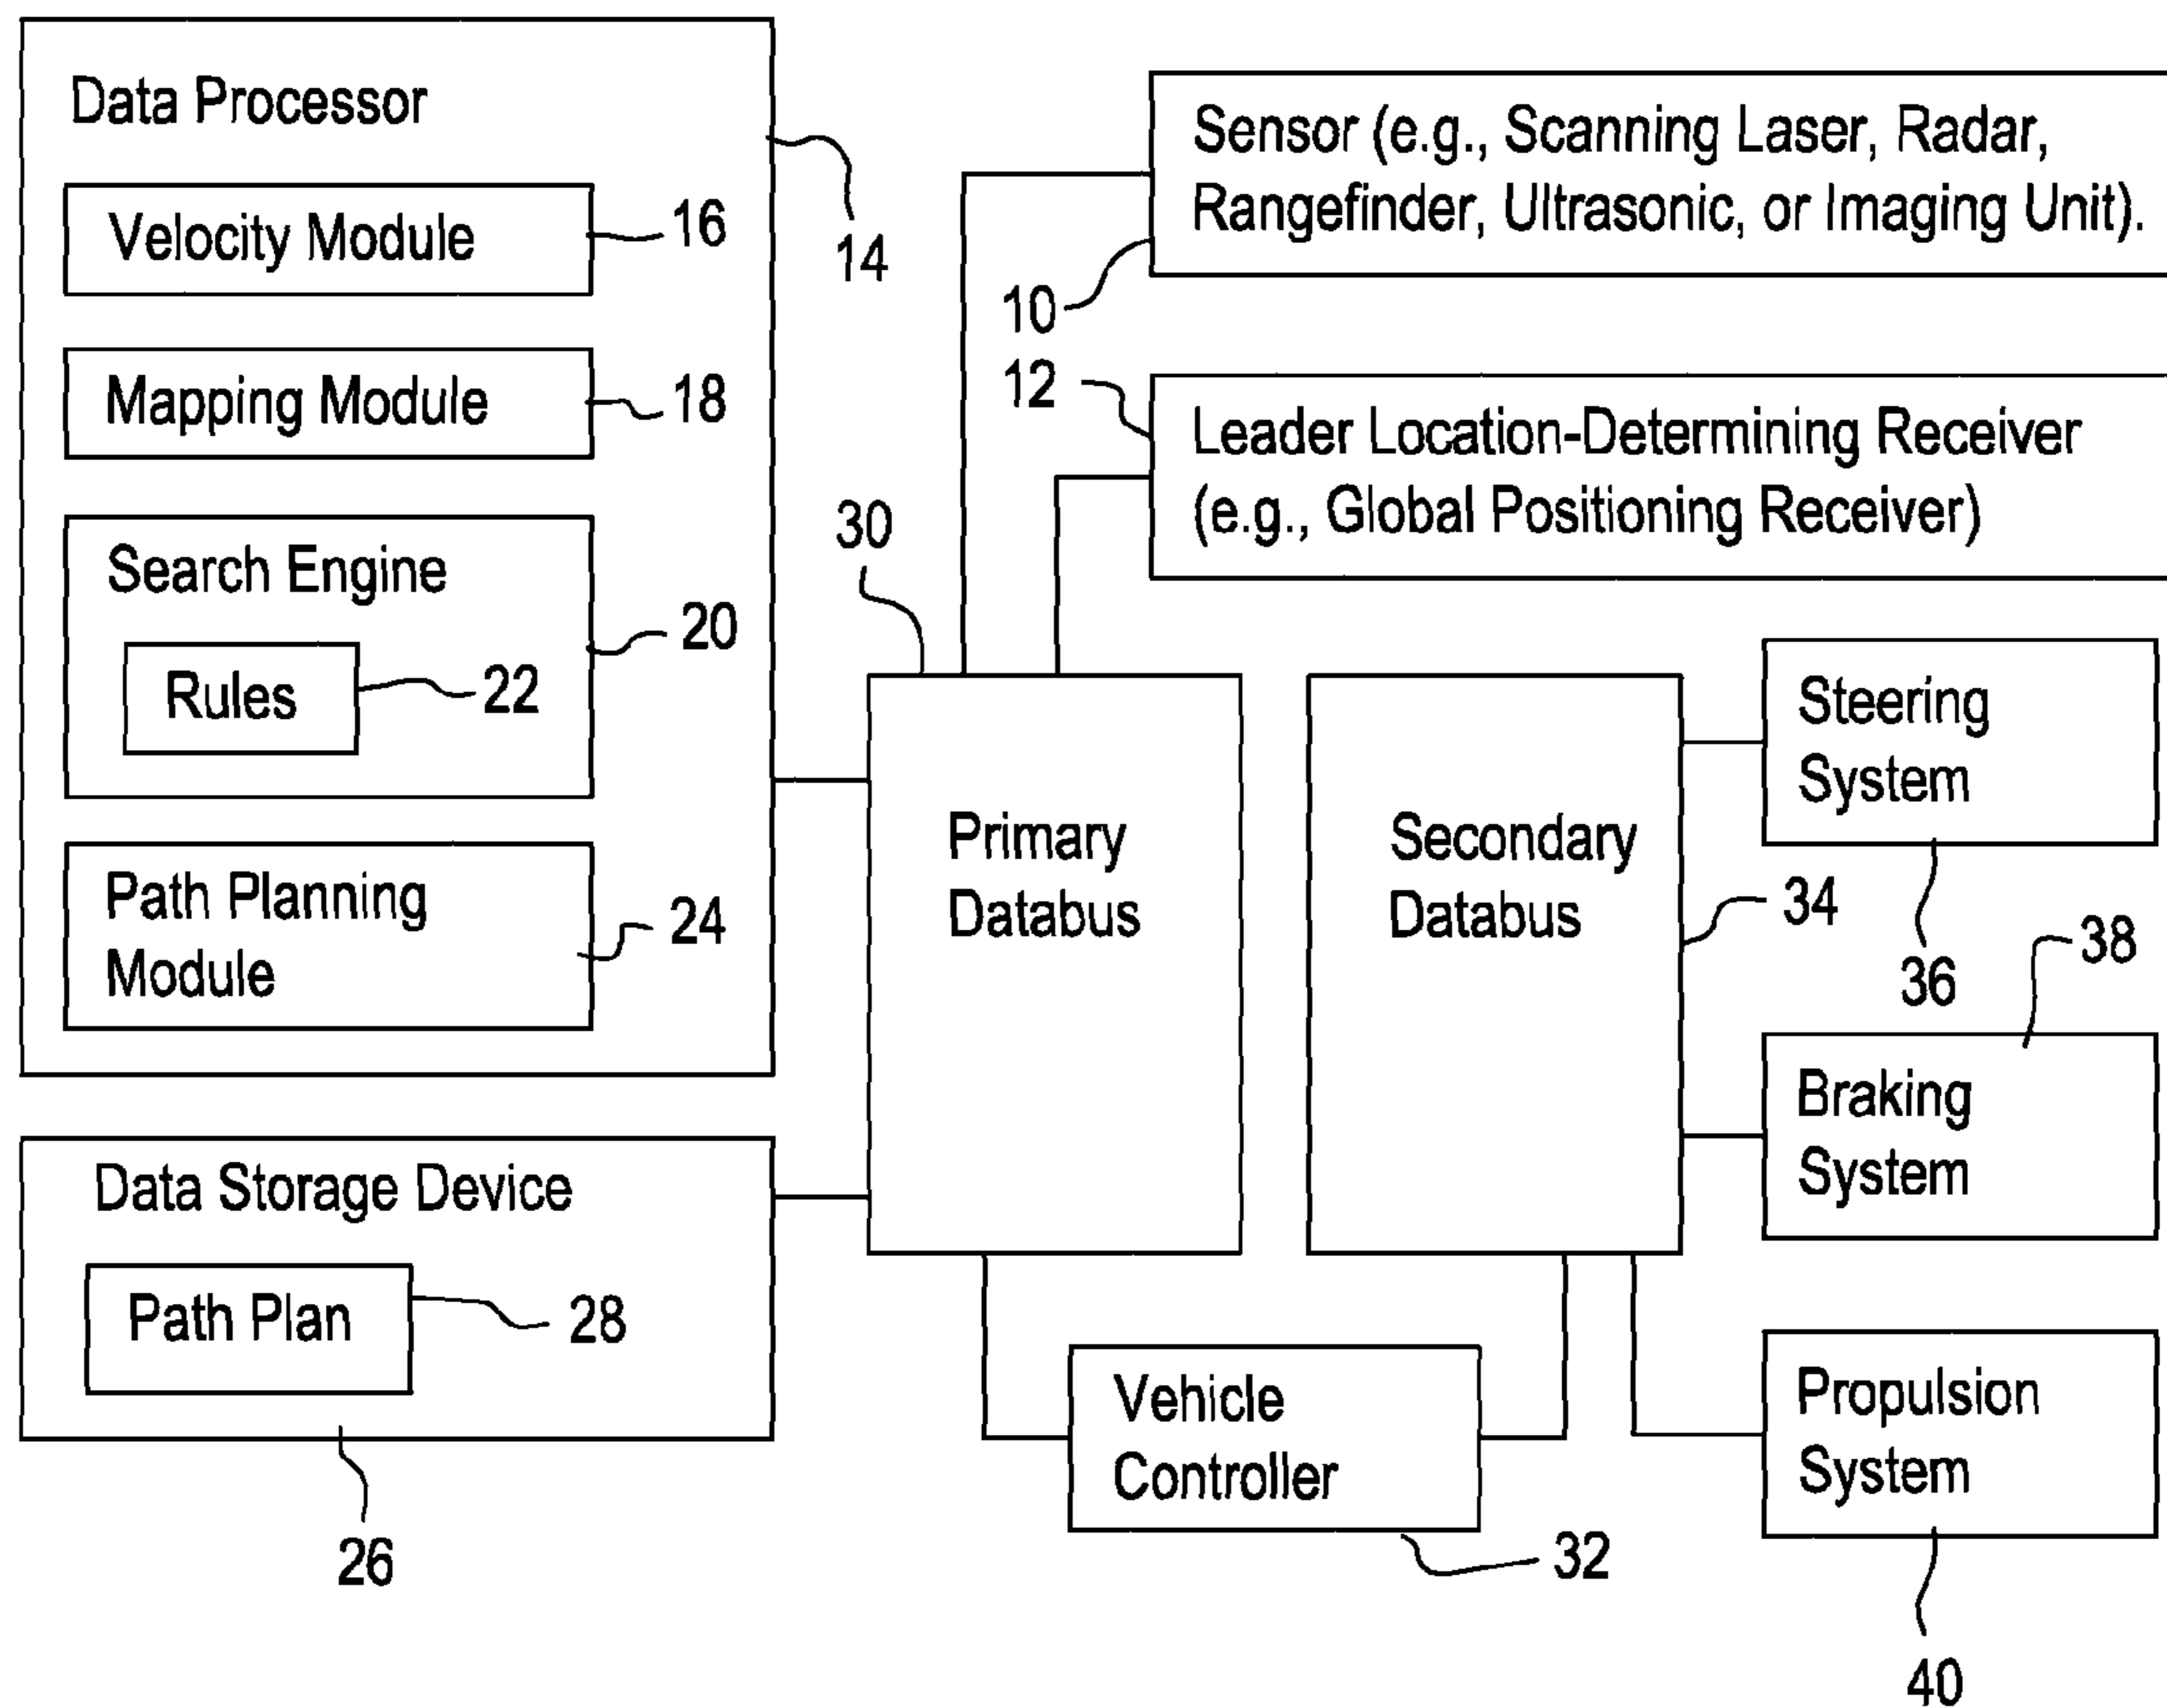 Data Processor
14
Velocity Module
16
Mapping Module
18
Search Engine
20
Rules
22
Path Planning
Module
24
Data Storage Device
Path Plan
28
26
Sensor (e.g., Scanning Laser, Radar,
Rangefinder, Ultrasonic, or Imaging Unit).
10
12
Leader Location-Determining Receiver
(e.g., Global Positioning Receiver)
30
Primary
Databus
Secondary
Databus
34
Steering
System
36
38
Braking
System
Vehicle
Controller
32
Propulsion
System
40